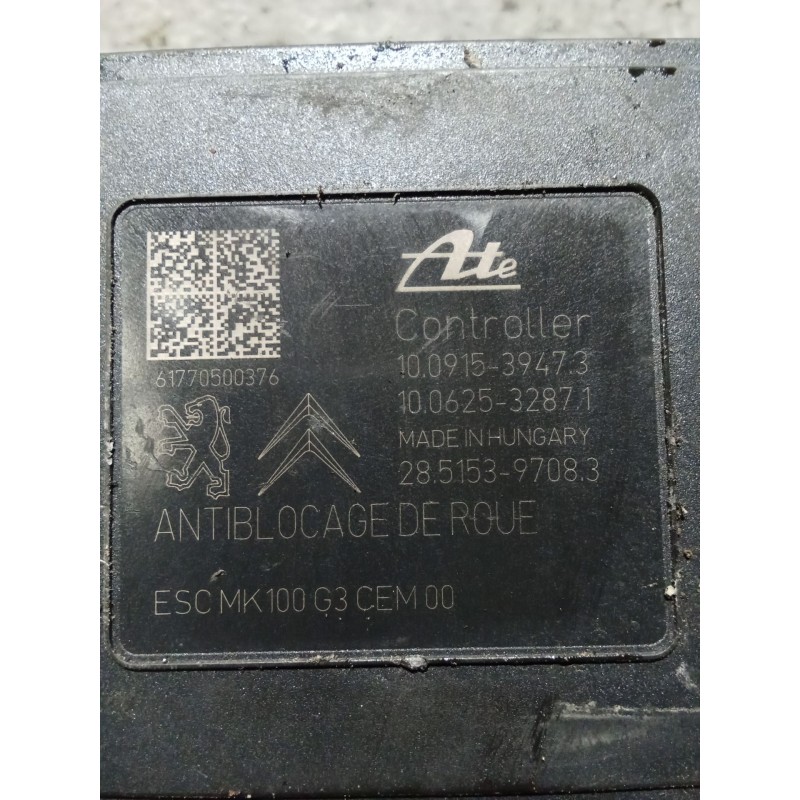 Ate
Controller
10.0915-3947.3
61770500376
10.0625-3287.1
MADE IN HUNGARY
28.5153-9708.3
ANTIBLOCAGE DE ROUE
ESC MK100 G3 CEM 00